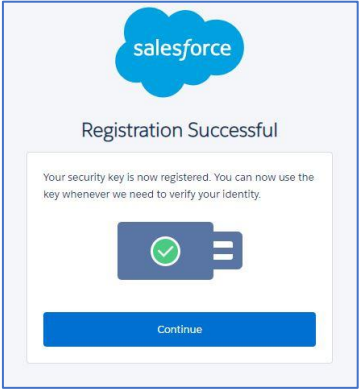 salesforce
Registration Successful
Your security key is now registered. You can now use the
key whenever we need to verify your identity.
Continue